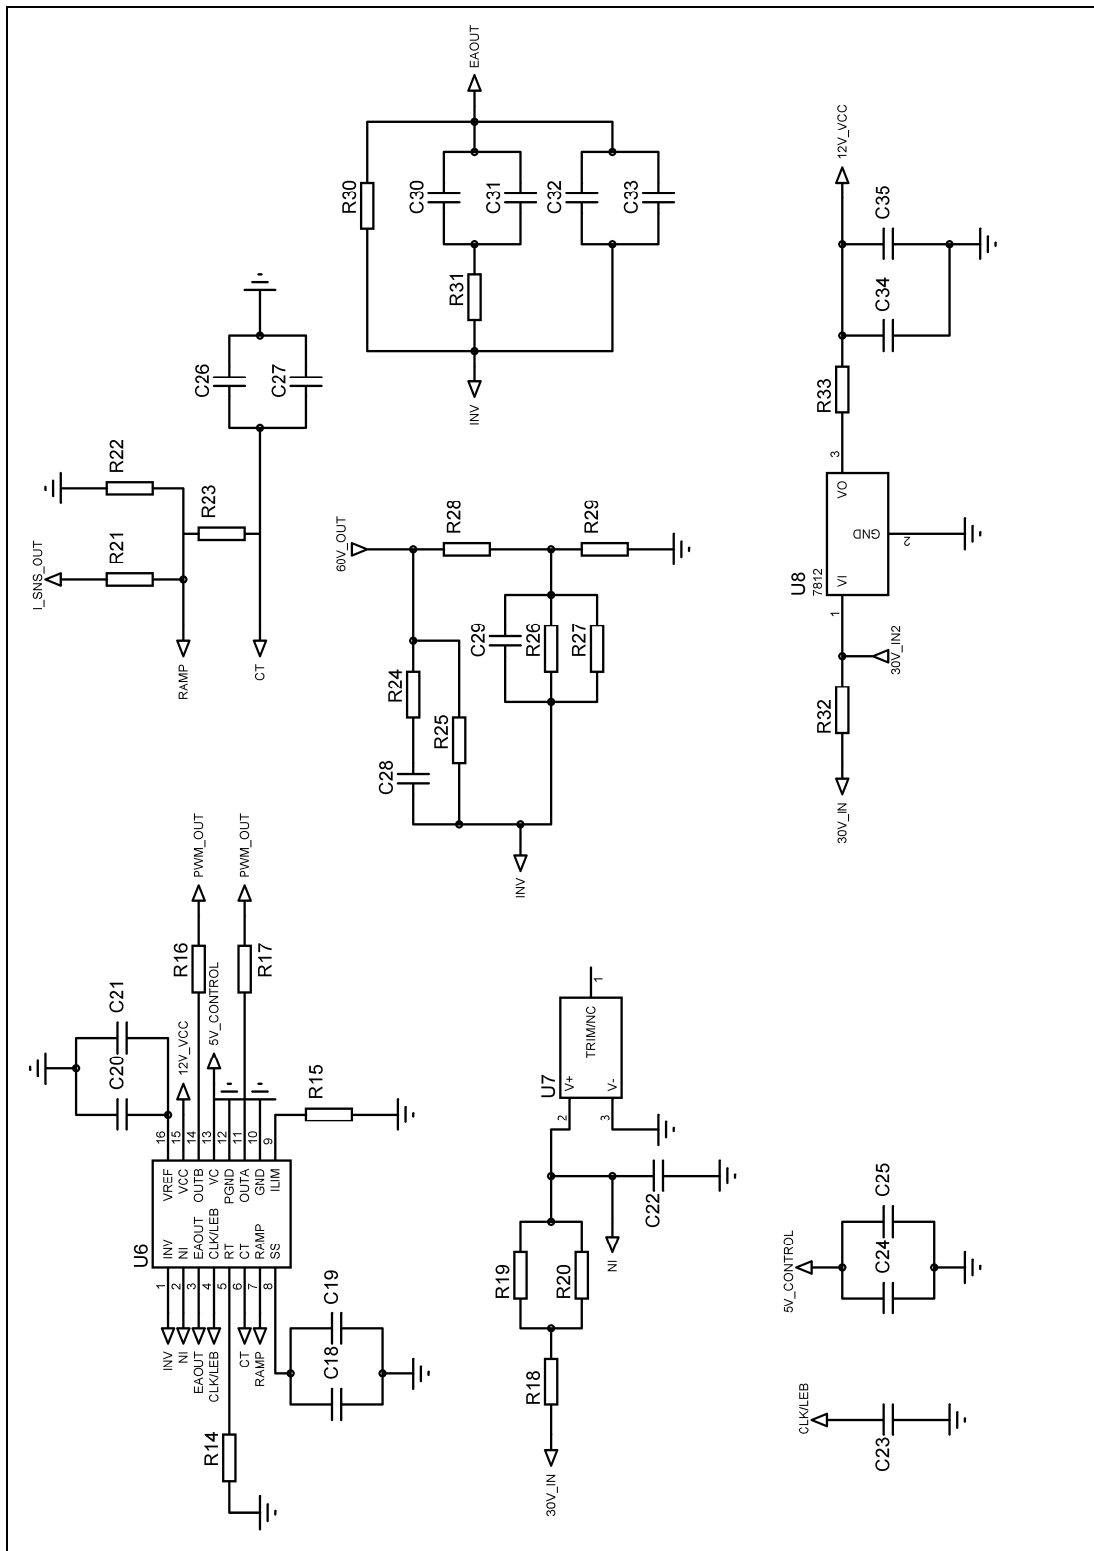 U6
1
2
3
4
5
6
7
8
INV
NI
EAOUT
CLK/LEB
RT
CT
RAMP
SS
VREF
VCC
OUTB
VC
PGND
OUTA
GND
ILIM
16
15
14
13
12
11
10
9
INV
NI
EAOUT
CLK/LEB
CT
RAMP
R14
C18
C19
C20
C21
12V_VCC
R16
PWM_OUT
5V_CONTROL
R17
PWM_OUT
R15
RAMP
CT
I_SNS_OUT
R21
R22
R23
C26
C27
30V_IN
R18
R19
R20
NI
C22
U7
2
3
V+
V-
TRIM/NC
1
INV
C28
R24
R25
C29
R26
R27
60V_OUT
R28
R29
INV
R30
R31
C30
C31
C32
C33
EAOUT
CLK/LEB
C23
5V_CONTROL
C24
C25
30V_IN
R32
30V_IN2
U8
7812
1
VI
GND
2
VO
3
R33
C34
C35
12V_VCC